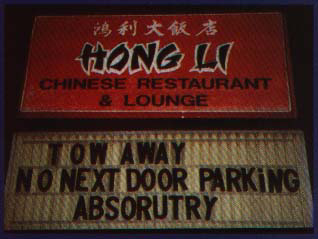 鴻利大飯店
HONG LI
CHINESE RESTAURANT
& LOUNGE
TOW AWAY
NO NEXT DOOR PARKiNG
ABSORUTRY